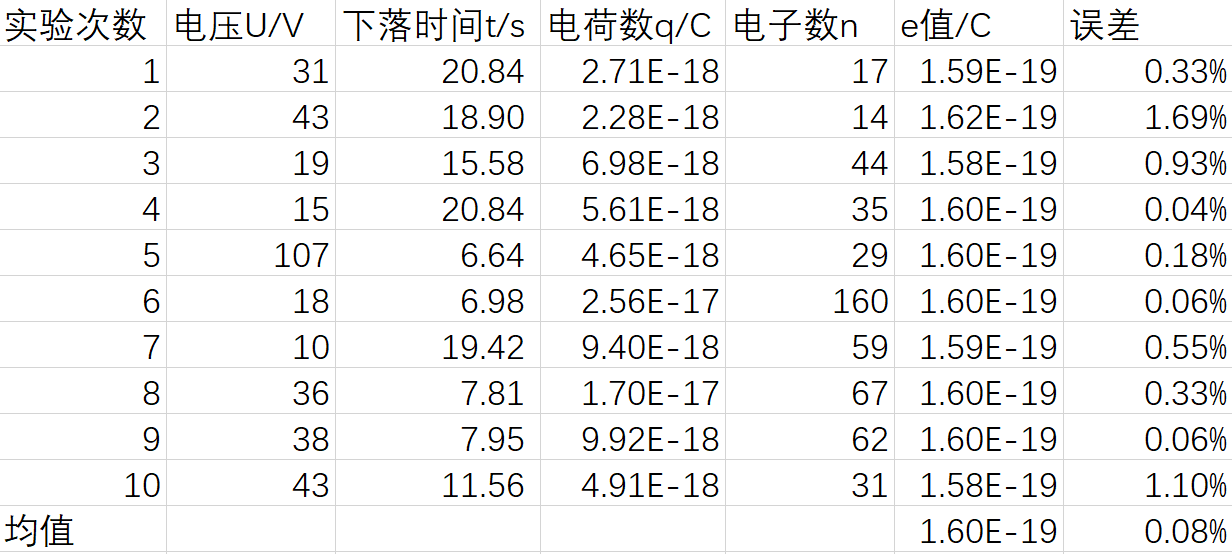 实验次数 电压U/V 下落时间t/s 电荷数q/C 电子数n e值/C 误差
1 31 20.84 2.71E-18 17 1.59E-19 0.33%
2 43 18.90 2.28E-18 14 1.62E-19 1.69%
3 19 15.58 6.98E-18 44 1.58E-19 0.93%
4 15 20.84 5.61E-18 35 1.60E-19 0.04%
5 107 6.64 4.65E-18 29 1.60E-19 0.18%
6 18 6.98 2.56E-17 160 1.60E-19 0.06%
7 10 19.42 9.40E-18 59 1.59E-19 0.55%
8 36 7.81 1.70E-17 67 1.60E-19 0.33%
9 38 7.95 9.92E-18 62 1.60E-19 0.06%
10 43 11.56 4.91E-18 31 1.58E-19 1.10%
均值 1.60E-19 0.08%